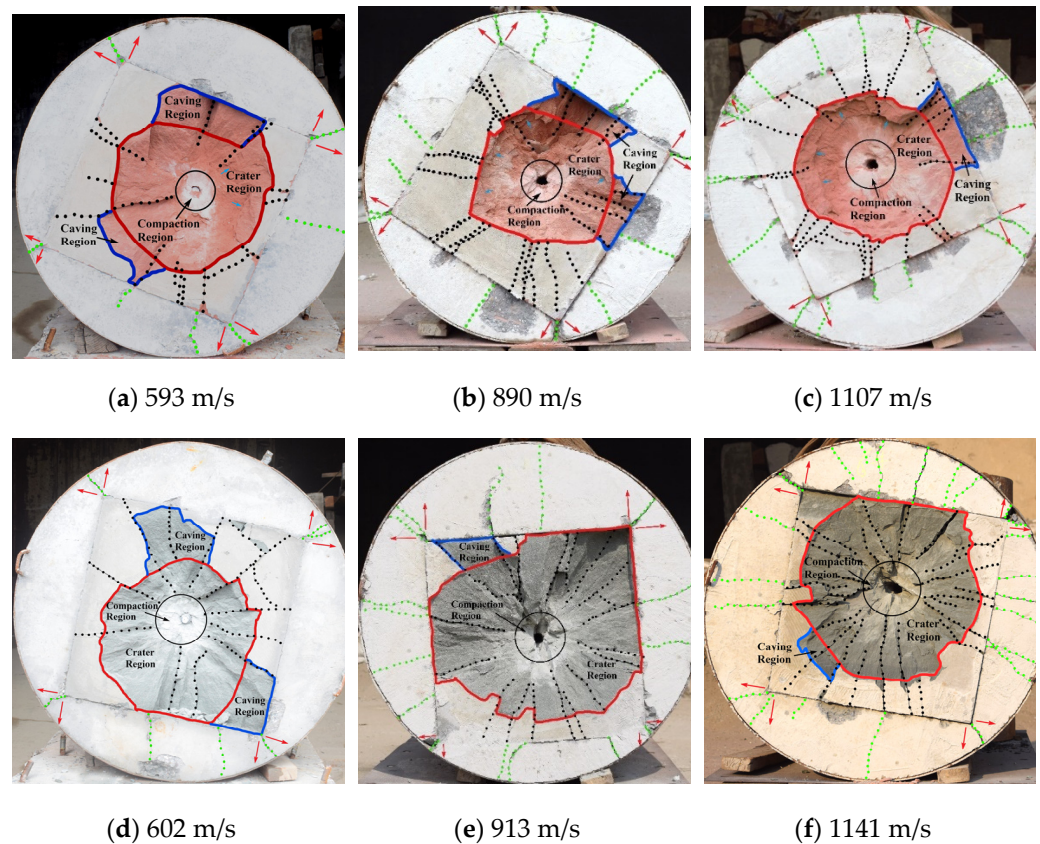 Caving
Region
Crater
Region
Compaction
Region
Caving
Region
(a) 593 m/s
Crater
Region
Caving
Region
Compaction
Region
(b) 890 m/s
Crater
Region
Compaction
Region
Caving
Region
(c) 1107 m/s
Caving
Region
Compaction
Region
Crater
Region
Caving
Region
(d) 602 m/s
Caving
Region
Compaction
Region
Crater
Region
(e) 913 m/s
Compaction
Region
Crater
Region
Caving
Region
(f) 1141 m/s